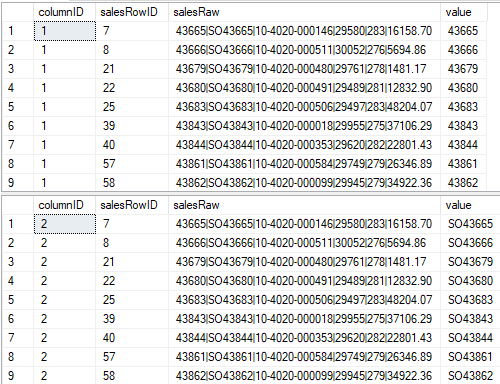 columnID salesRowID salesRaw value
1 1 7 43665|SO43665|10-4020-000146|29580|283|16158.70 43665
2 1 8 43666|SO43666|10-4020-000511|30052|276|5694.86 43666
3 1 21 43679|SO43679|10-4020-000480|29761|278|1481.17 43679
4 1 22 43680|SO43680|10-4020-000491|29489|281|12832.90 43680
5 1 25 43683|SO43683|10-4020-000506|29497|283|48204.07 43683
6 1 39 43843|SO43843|10-4020-000018|29955|275|37106.29 43843
7 1 40 43844|SO43844|10-4020-000353|29620|282|22801.43 43844
8 1 57 43861|SO43861|10-4020-000584|29749|279|26346.89 43861
9 1 58 43862|SO43862|10-4020-000099|29945|279|34922.36 43862
columnID salesRowID salesRaw value
1 2 7 43665|SO43665|10-4020-000146|29580|283|16158.70 SO43665
2 2 8 43666|SO43666|10-4020-000511|30052|276|5694.86 SO43666
3 2 21 43679|SO43679|10-4020-000480|29761|278|1481.17 SO43679
4 2 22 43680|SO43680|10-4020-000491|29489|281|12832.90 SO43680
5 2 25 43683|SO43683|10-4020-000506|29497|283|48204.07 SO43683
6 2 39 43843|SO43843|10-4020-000018|29955|275|37106.29 SO43843
7 2 40 43844|SO43844|10-4020-000353|29620|282|22801.43 SO43844
8 2 57 43861|SO43861|10-4020-000584|29749|279|26346.89 SO43861
9 2 58 43862|SO43862|10-4020-000099|29945|279|34922.36 SO43862